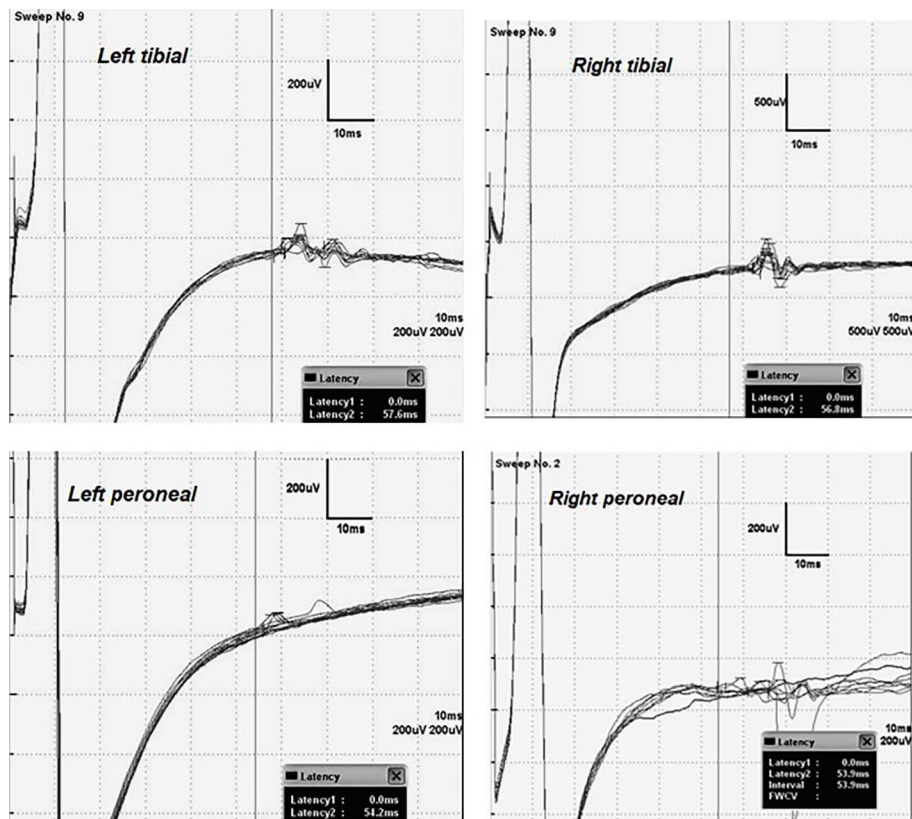 Sweep No. 9
Left tibial
200uV
10ms
10ms
200uV 200uV
Latency
Latency1 : 0.0ms
Latency2 : 57.6ms
Sweep No. 9
Right tibial
500uV
10ms
10ms
500uV 500uV
Latency
Latency1 : 0.0ms
Latency2 : 56.8ms
Left peroneal
200uV
10ms
10ms
200uV 200uV
Latency
Latency1 : 0.0ms
Latency2 : 54.2ms
Sweep No. 2
Right peroneal
200uV
10ms
10ms
200uV
Latency
Latency1 : 0.0ms
Latency2 : 53.9ms
Interval : 53.9ms
FWCV :